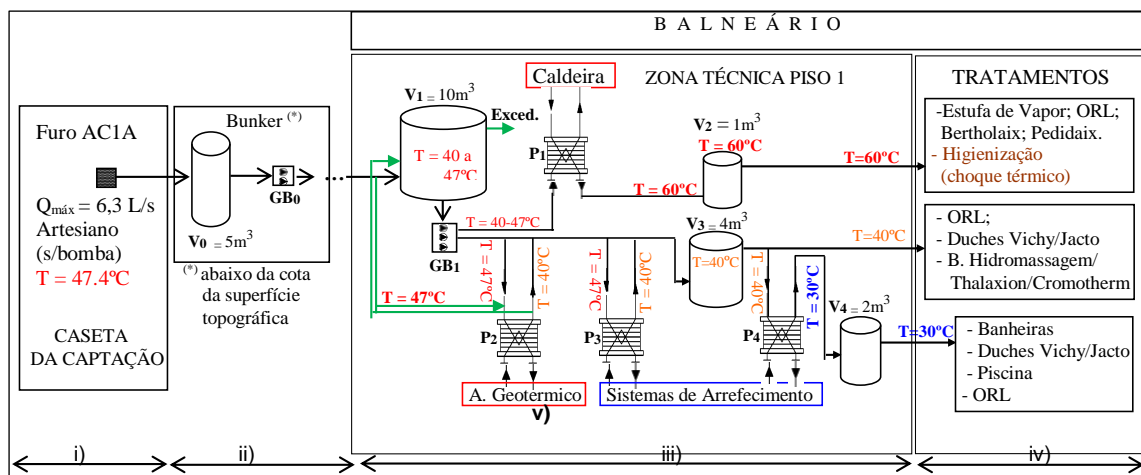 B A L N E Á R I O
Furo AC1A
Qmáx = 6,3 L/s
Artesiano
(s/bomba)
T = 47.4ºC
CASETA
DA CAPTAÇÃO
Bunker (*)
V0 = 5m3
GB0
...
(*) abaixo da cota
da superfície
topográfica
ZONA TÉCNICA PISO 1
V1 = 10m3
T = 40 a
47ºC
Exced.
Caldeira
P1
V2 = 1m3
T = 60ºC
T = 60ºC
T=60ºC
GB1
T = 40-47ºC
V3 = 4m3
T=40ºC
T=40ºC
T = 47ºC
T = 40ºC
T = 47ºC
T = 40ºC
T = 40ºC
T = 30ºC
T = 47ºC
P2
P3
P4
V4 = 2m3
T=30ºC
A. Geotérmico
Sistemas de Arrefecimento
v)
TRATAMENTOS
-Estufa de Vapor; ORL;
Bertholaix; Pedidaix.
- Higienização
(choque térmico)
- ORL;
- Duches Vichy/Jacto
- B. Hidromassagem/
Thalaxion/Cromotherm
- Banheiras
- Duches Vichy/Jacto
- Piscina
- ORL
i)
ii)
iii)
iv)